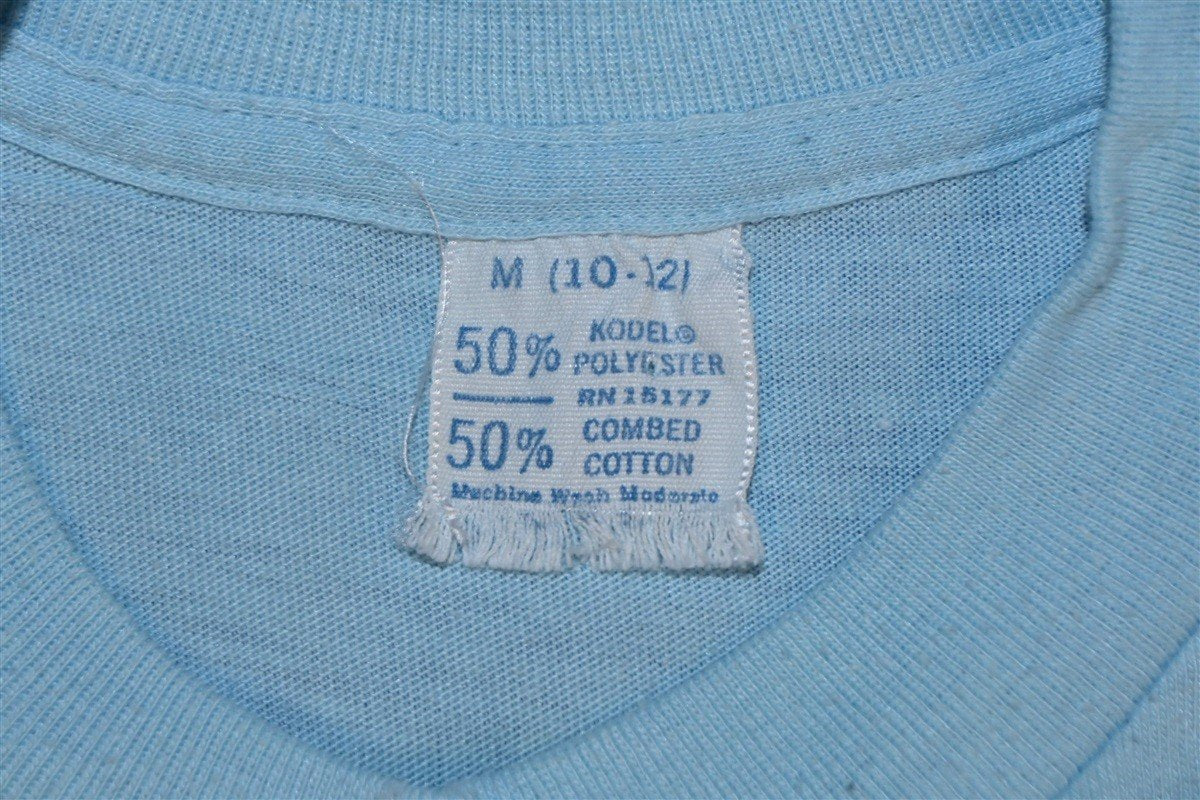 M (10-12)
50% KODEL©
POLYESTER
RN 15177
50% COMBED
COTTON
Machine Wash Moderate